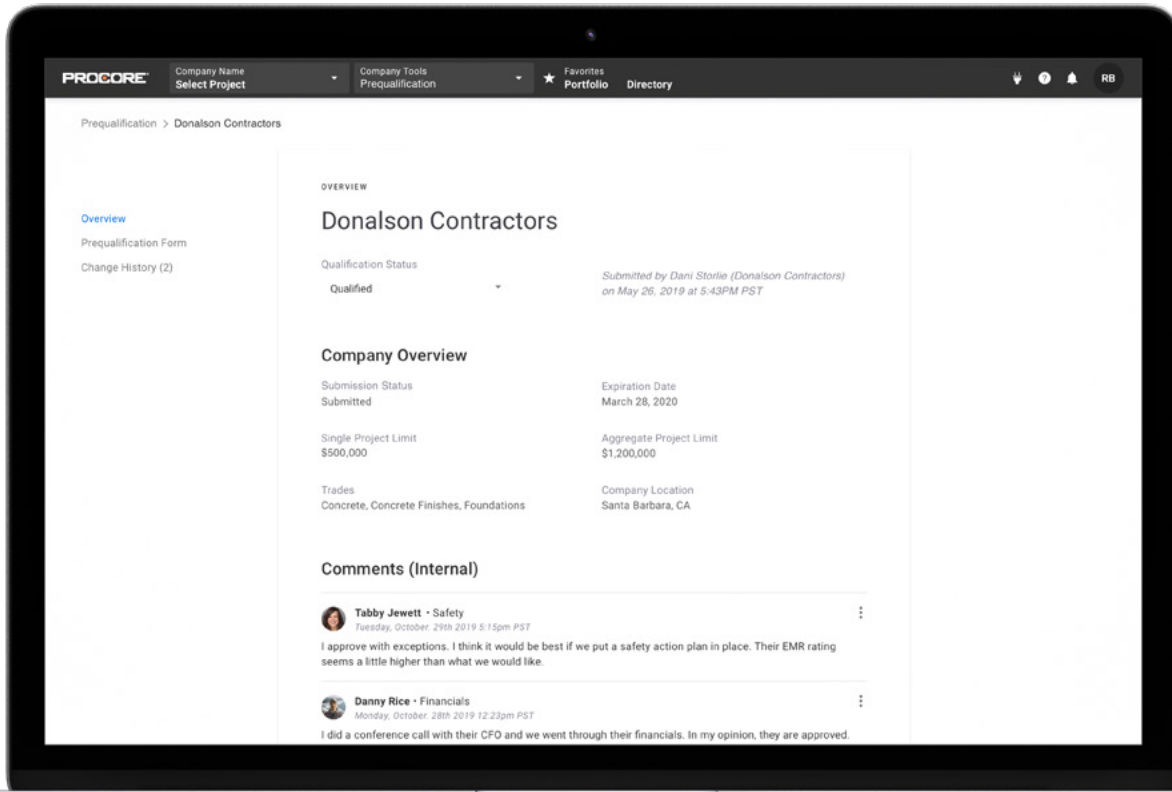 PROCORE
Company Name
Select Project
Company Tools
Prequalification
Favorites
Portfolio Directory
RB
Prequalification > Donalson Contractors
Overview
Prequalification Form
Change History (2)
OVERVIEW
Donalson Contractors
Qualification Status
Qualified
Submitted by Dani Storlie (Donalson Contractors)
on May 26, 2019 at 5:43PM PST
Company Overview
Submission Status
Submitted
Expiration Date
March 28, 2020
Single Project Limit
$500,000
Aggregate Project Limit
$1,200,000
Trades
Concrete, Concrete Finishes, Foundations
Company Location
Santa Barbara, CA
Comments (Internal)
Tabby Jewett • Safety
Tuesday, October. 29th 2019 5:15pm PST
I approve with exceptions. I think it would be best if we put a safety action plan in place. Their EMR rating
seems a little higher than what we would like.
Danny Rice • Financials
Monday, October. 28th 2019 12:23pm PST
I did a conference call with their CFO and we went through their financials. In my opinion, they are approved.